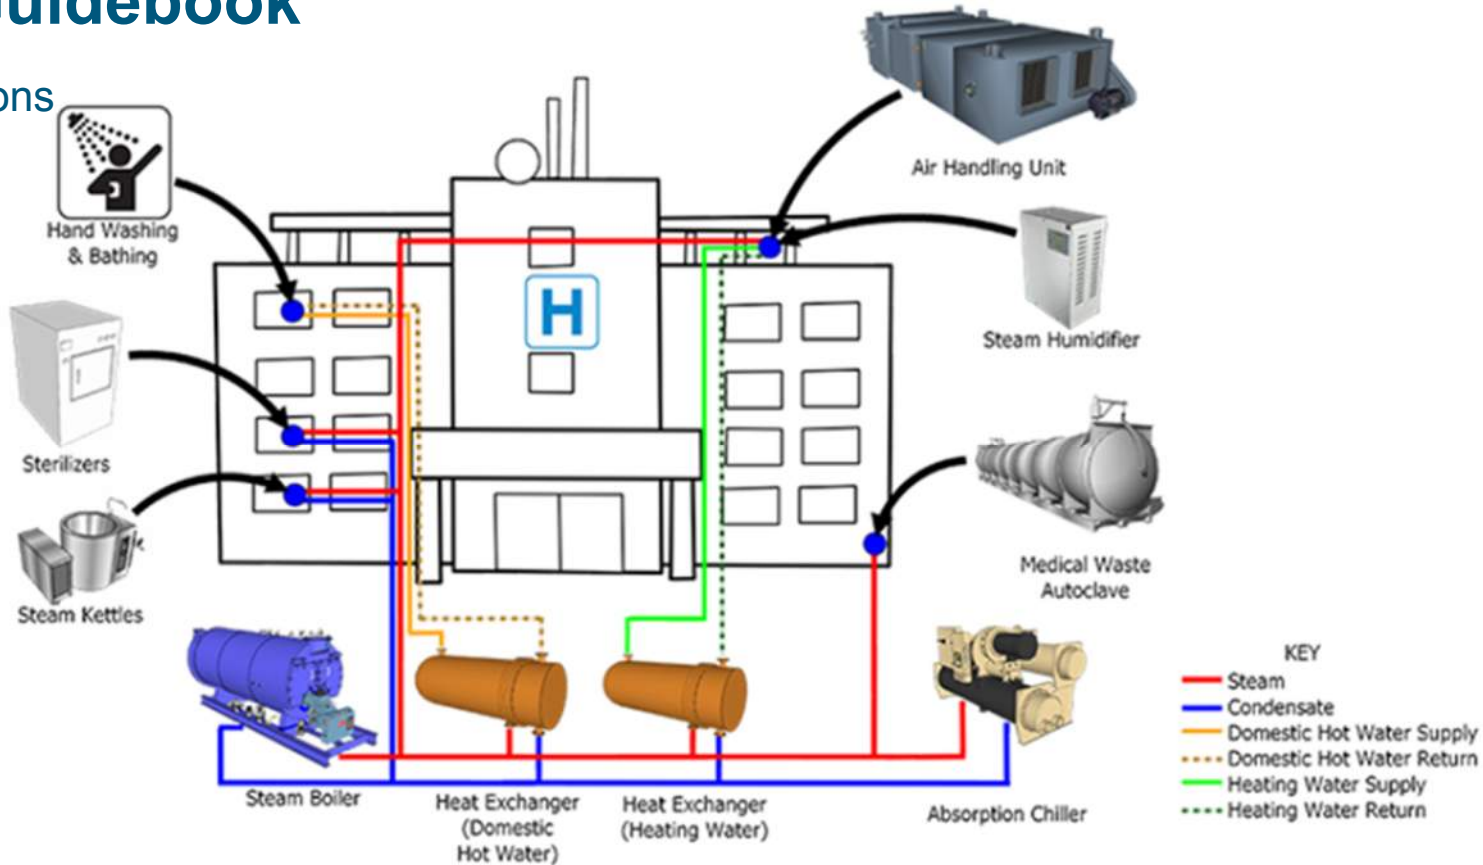 ons
Hand Washing
& Bathing
Sterilizers
Steam Kettles
H
Air Handling Unit
Steam Humidifier
Medical Waste
Autoclave
Steam Boiler
Heat Exchanger
(Domestic
Hot Water)
Heat Exchanger
(Heating Water)
Absorption Chiller
KEY
Steam
Condensate
Domestic Hot Water Supply
Domestic Hot Water Return
Heating Water Supply
Heating Water Return